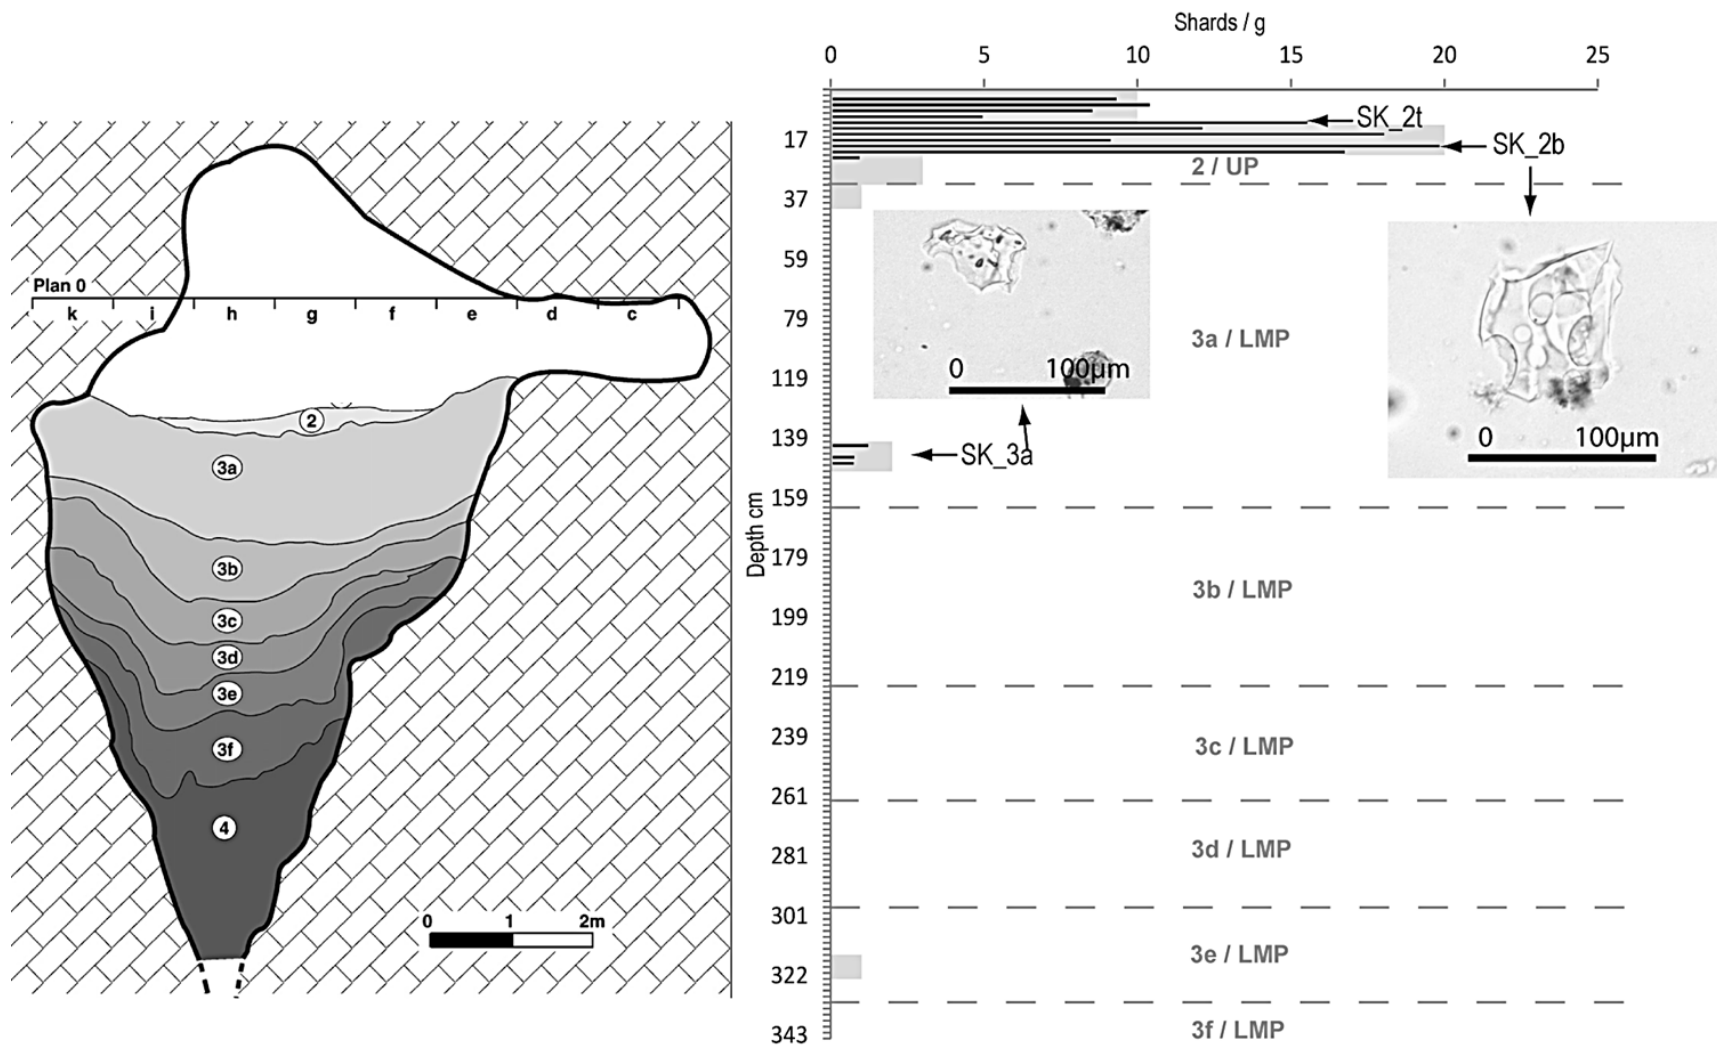 Plan 0
k
i
h
g
f
e
d
c
2
3a
3b
3c
3d
3e
3f
4
0 1 2m
Shards / g
0 5 10 15 20 25
Depth cm
17
37
59
79
119
139
159
179
199
219
239
261
281
301
322
343
SK_2t
SK_2b
2 / UP
3a / LMP
0 100µm
0 100µm
SK_3a
3b / LMP
3c / LMP
3d / LMP
3e / LMP
3f / LMP